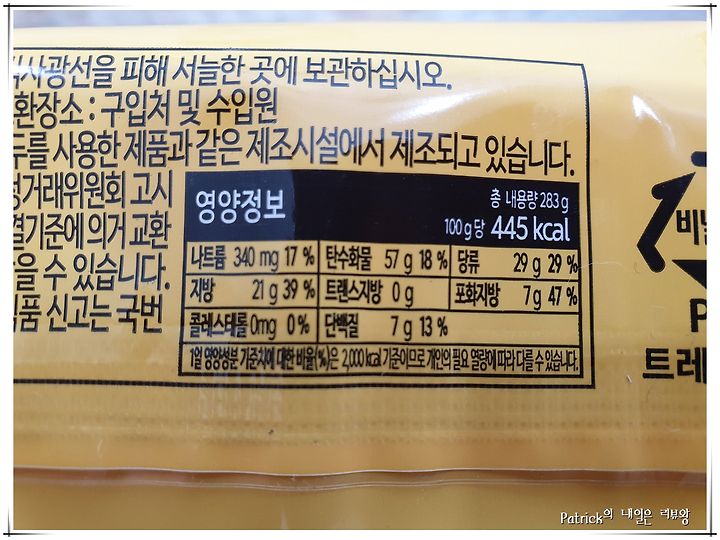 사광선을 피해 서늘한 곳에 보관하십시오.
환장소 : 구입처 및 수입원
두를 사용한 제품과 같은 제조시설에서 제조되고 있습니다.
정거래위원회 고시
결기준에 의거 교환
을 수 있습니다.
품 신고는 국번
영양정보
총 내용량 283 g
100 g당 445 kcal
나트륨 340 mg 17 % 탄수화물 57 g 18 % 당류 29 g 29 %
지방 21 g 39 % 트랜스지방 0 g 포화지방 7 g 47 %
콜레스테롤 0mg 0% 단백질 7 g 13 %
1일 영양성분 기준치에 대한 비율(%)은 2,000 kcal 기준이므로 개인의 필요 열량에 따라 다를 수 있습니다.
비닐
P
트레
Patrick의 내일은 리뷰왕